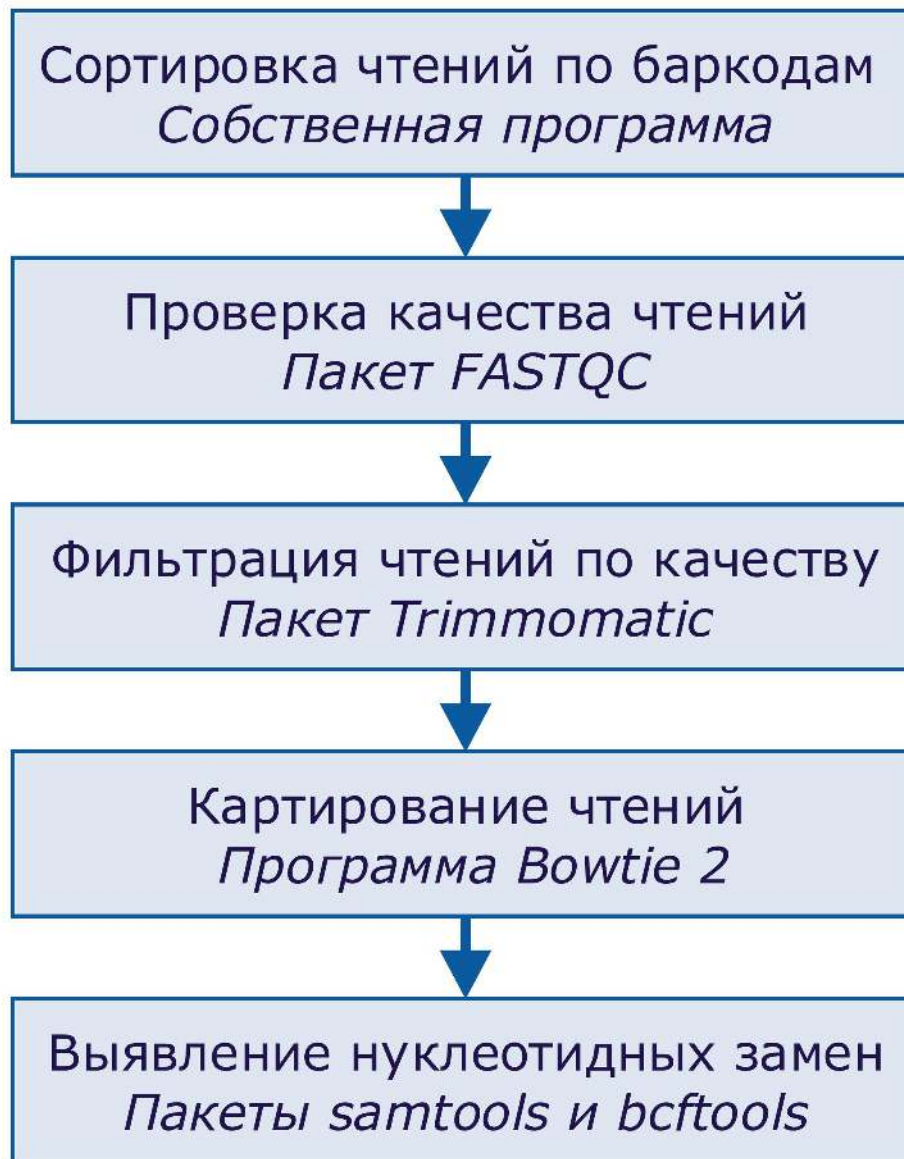 Сортировка чтений по баркодам
Собственная программа
Проверка качества чтений
Пакет FASTQC
Фильтрация чтений по качеству
Пакет Trimmomatic
Картирование чтений
Программа Bowtie 2
Выявление нуклеотидных замен
Пакеты samtools и bcftools